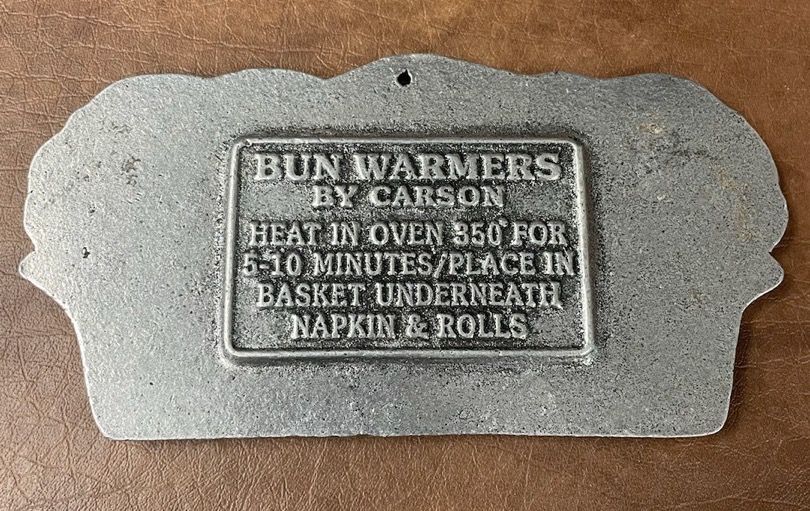 BUN WARMERS
BY CARSON
HEAT IN OVEN 350° FOR
5-10 MINUTES/PLACE IN
BASKET UNDERNEATH
NAPKIN & ROLLS